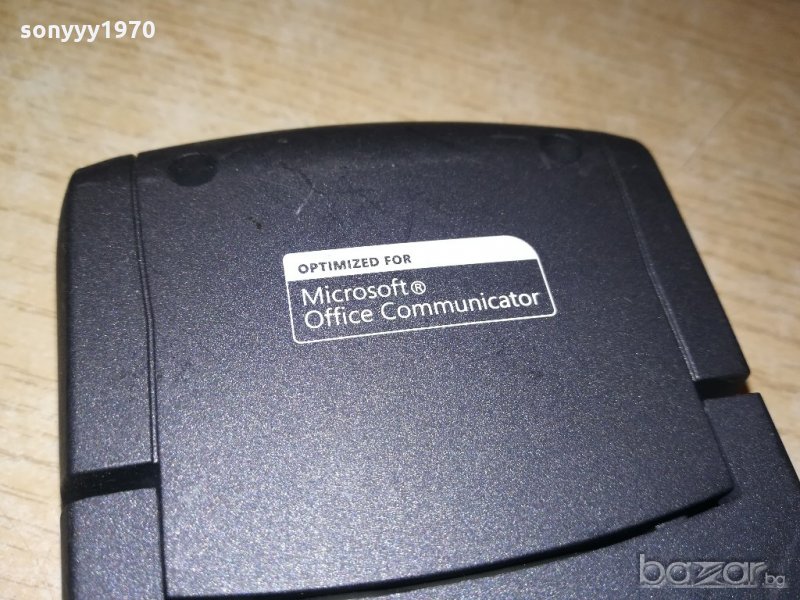 sonyyy1970
OPTIMIZED FOR
Microsoft®
Office Communicator
bazar.bg